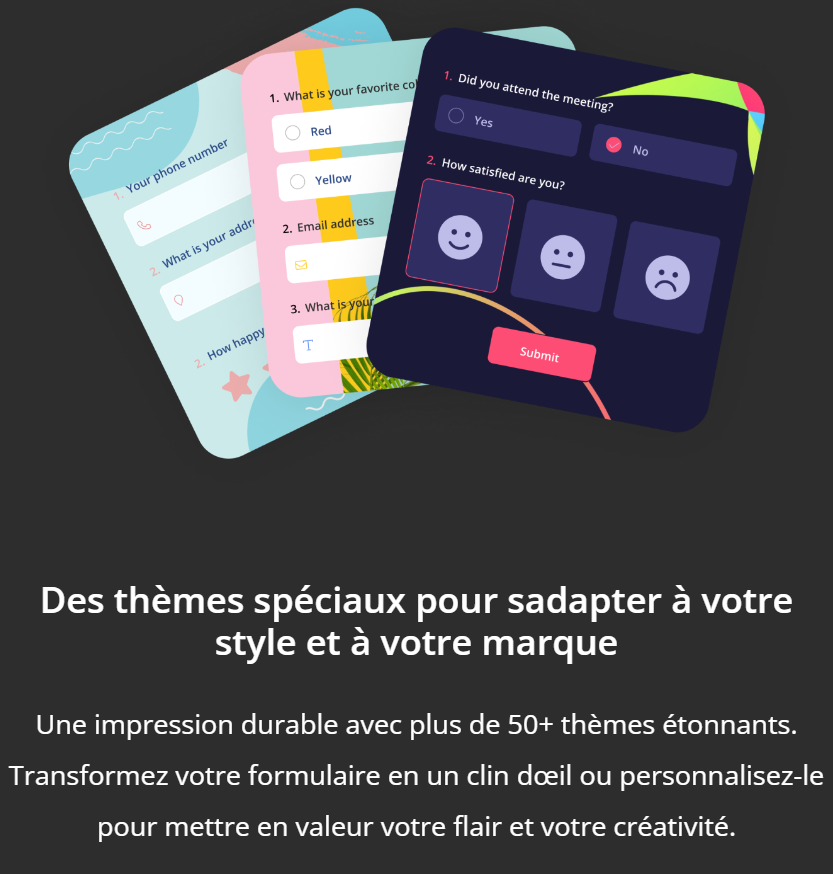 1. Your phone number
2. What is your
2. How happy
1. What is your favorite
Red
Yellow
2. Email address
3. What is your
T
1. Did you attend the meeting?
Yes
No
2. How satisfied are you?
Submit
Des thèmes spéciaux pour sadapter à votre
style et à votre marque
Une impression durable avec plus de 50+ thèmes étonnants.
Transformez votre formulaire en un clin dœil ou personnalisez-le
pour mettre en valeur votre flair et votre créativité.